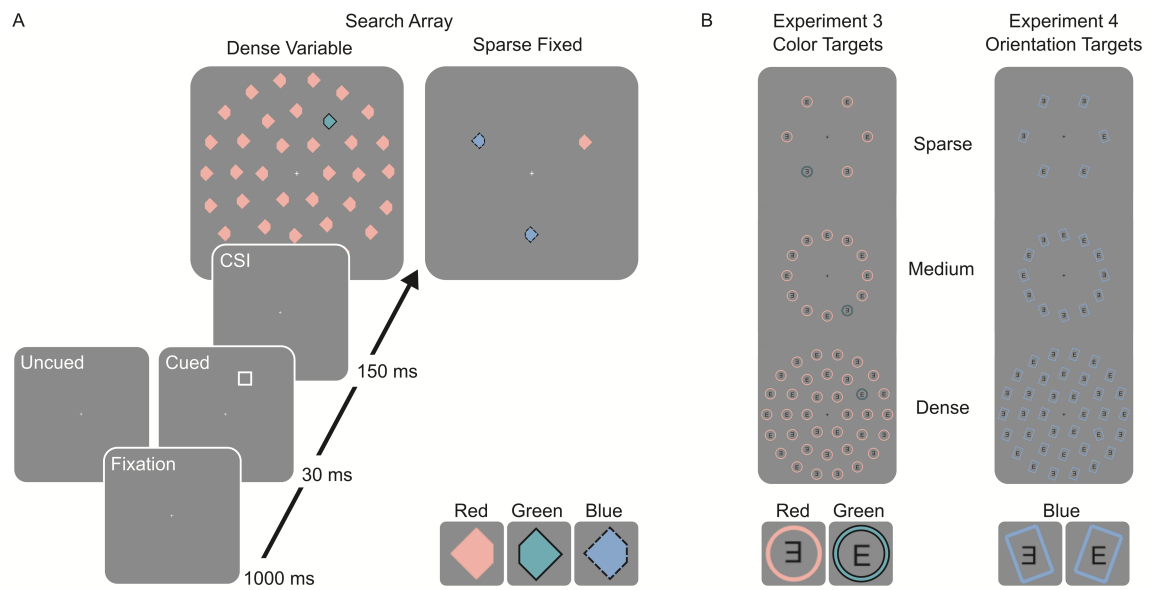 A
Search Array
Dense Variable
Sparse Fixed
CSI
Uncued
Cued
Fixation
150 ms
30 ms
1000 ms
Red Green Blue
B
Experiment 3
Color Targets
Experiment 4
Orientation Targets
Sparse
Medium
Dense
Red Green
Blue
E
E